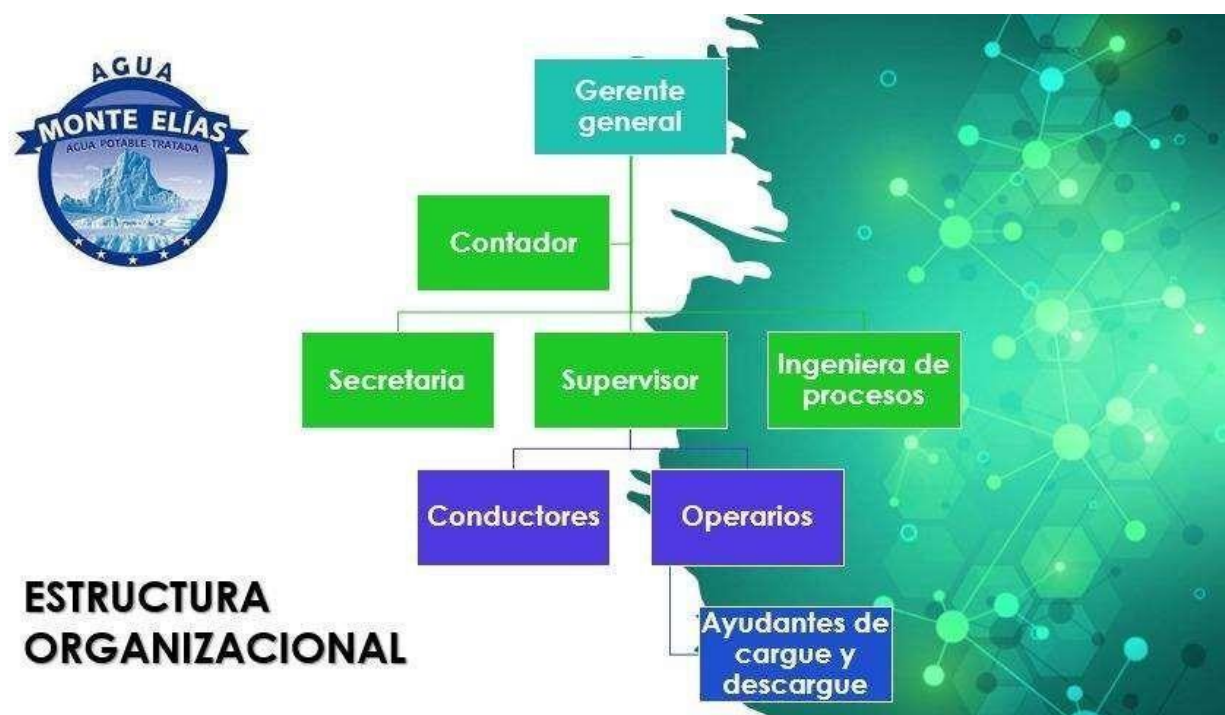 AGUA
MONTE ELÍAS
AGUA POTABLE TRATADA
Gerente
general
Contador
Secretaria
Supervisor
Ingeniera de
procesos
Conductores
Operarios
Ayudantes de
cargue y
descargue
ESTRUCTURA
ORGANIZACIONAL